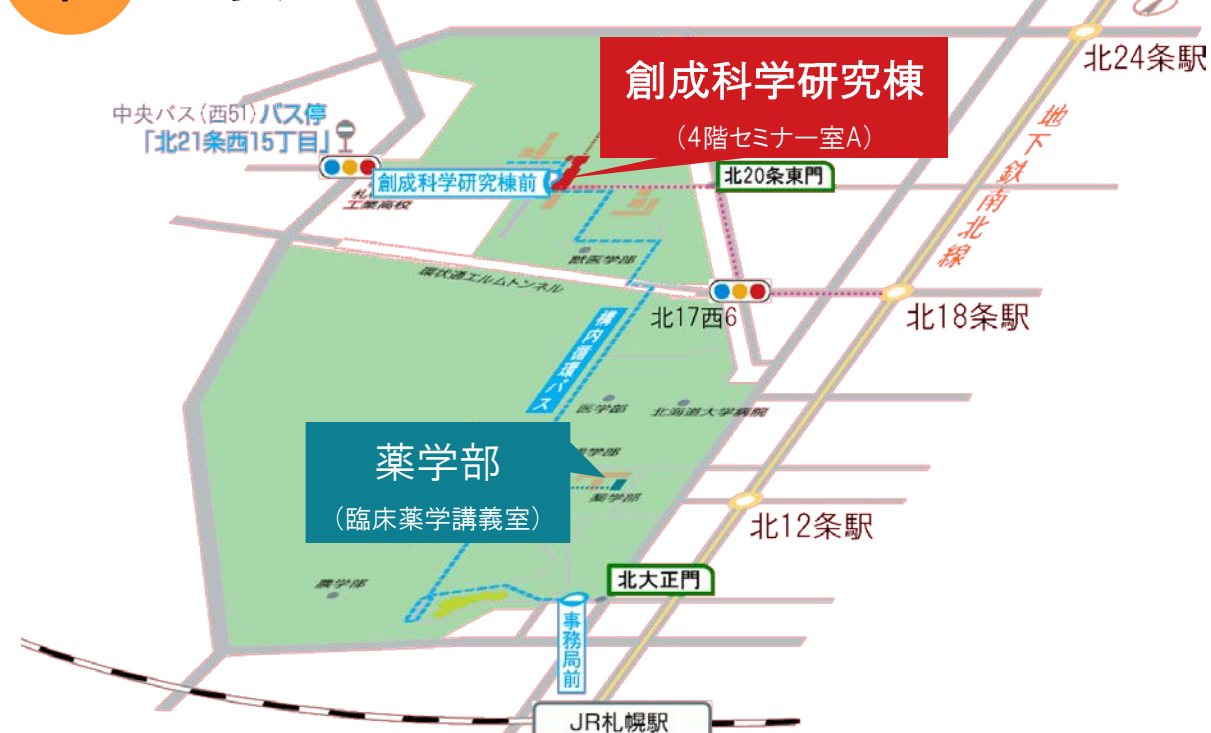 創成科学研究棟
（4階セミナー室A）
北24条駅
中央バス（西51）バス停
「北21条西15丁目」
地下鉄南北線
創成科学研究棟前
北20条東門
工業高校
獣医学部
環状通エルムトンネル
北17西6
北18条駅
構内循環バス
医学部
北海道大学病院
薬学部
（臨床薬学講義室）
学部
薬学部
北12条駅
農学部
北大正門
事務局前
JR札幌駅